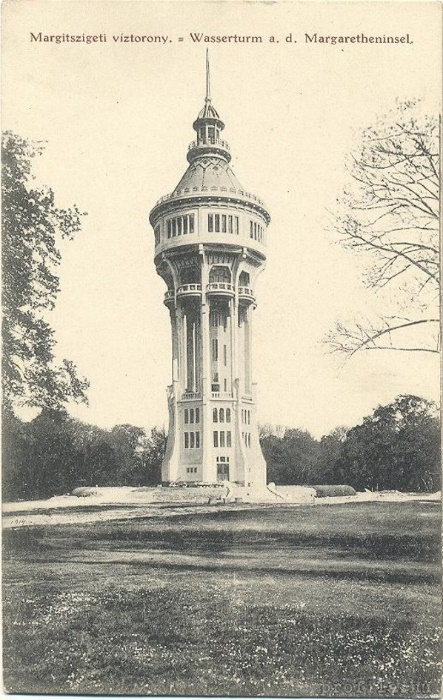 Margitszigeti víztorony. = Wasserturm a. d. Margaretheninsel.